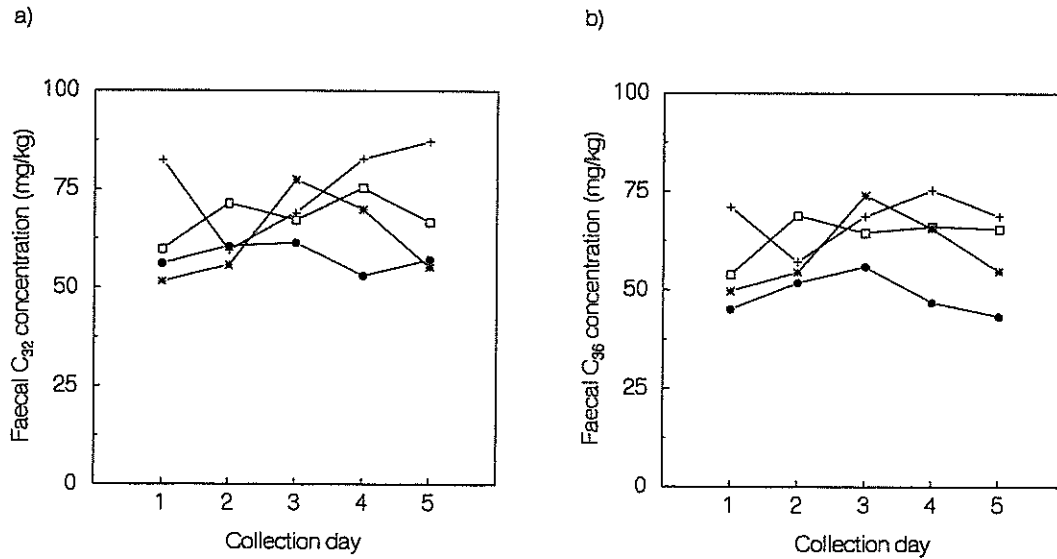 a)
100
75
50
25
0
Faecal C₃₂ concentration (mg/kg)
1 2 3 4 5
Collection day
b)
100
75
50
25
0
Faecal C₃₆ concentration (mg/kg)
1 2 3 4 5
Collection day